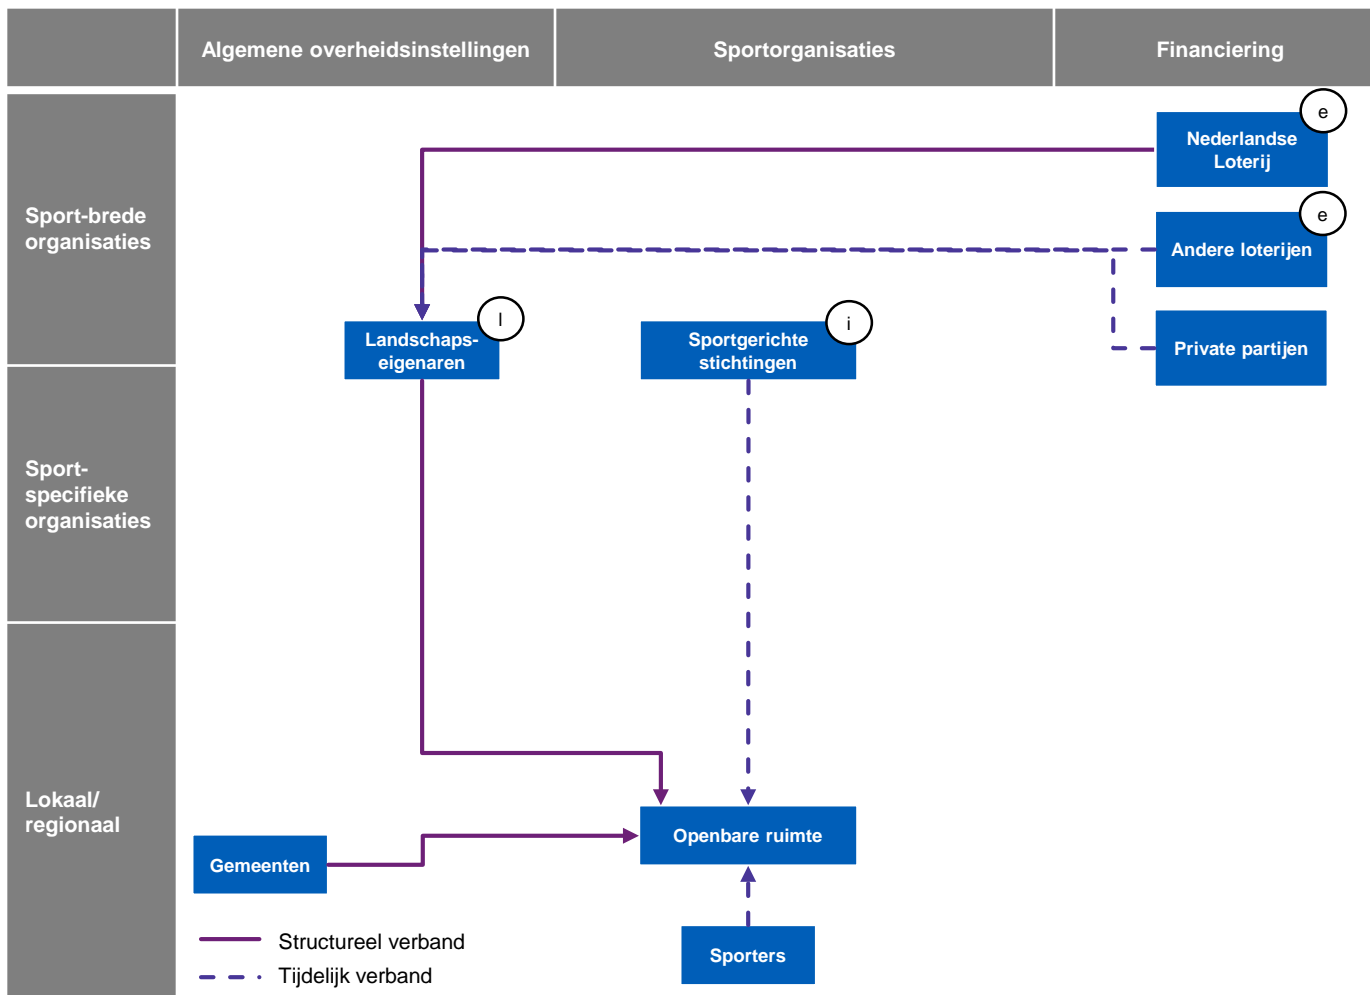 Algemene overheidsinstellingen
Sportorganisaties
Financiering
Sport-brede
organisaties
e
Nederlandse
Loterij
e
Andere loterijen
l
Landschaps-
eigenaren
i
Sportgerichte
stichtingen
Private partijen
Sport-
specifieke
organisaties
Lokaal/
regionaal
Openbare ruimte
Gemeenten
Sporters
Structureel verband
Tijdelijk verband